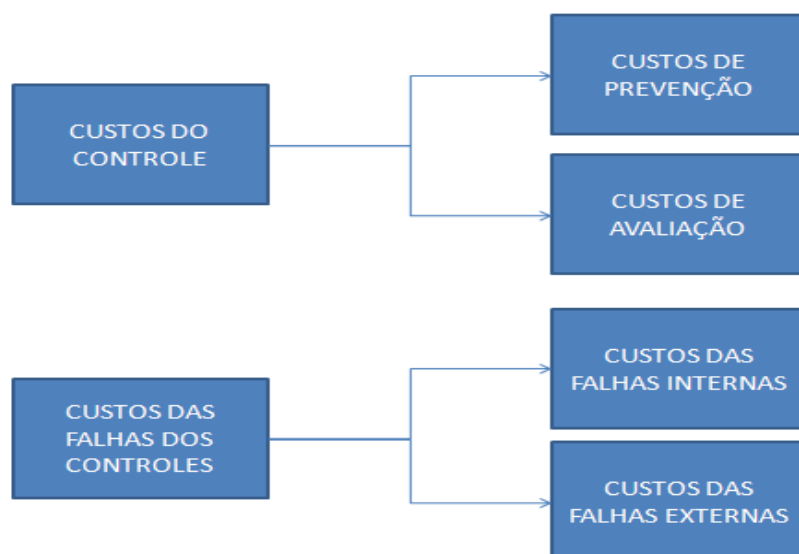 CUSTOS DO
CONTROLE
CUSTOS DE
PREVENÇÃO
CUSTOS DE
AVALIAÇÃO
CUSTOS DAS
FALHAS DOS
CONTROLES
CUSTOS DAS
FALHAS INTERNAS
CUSTOS DAS
FALHAS EXTERNAS